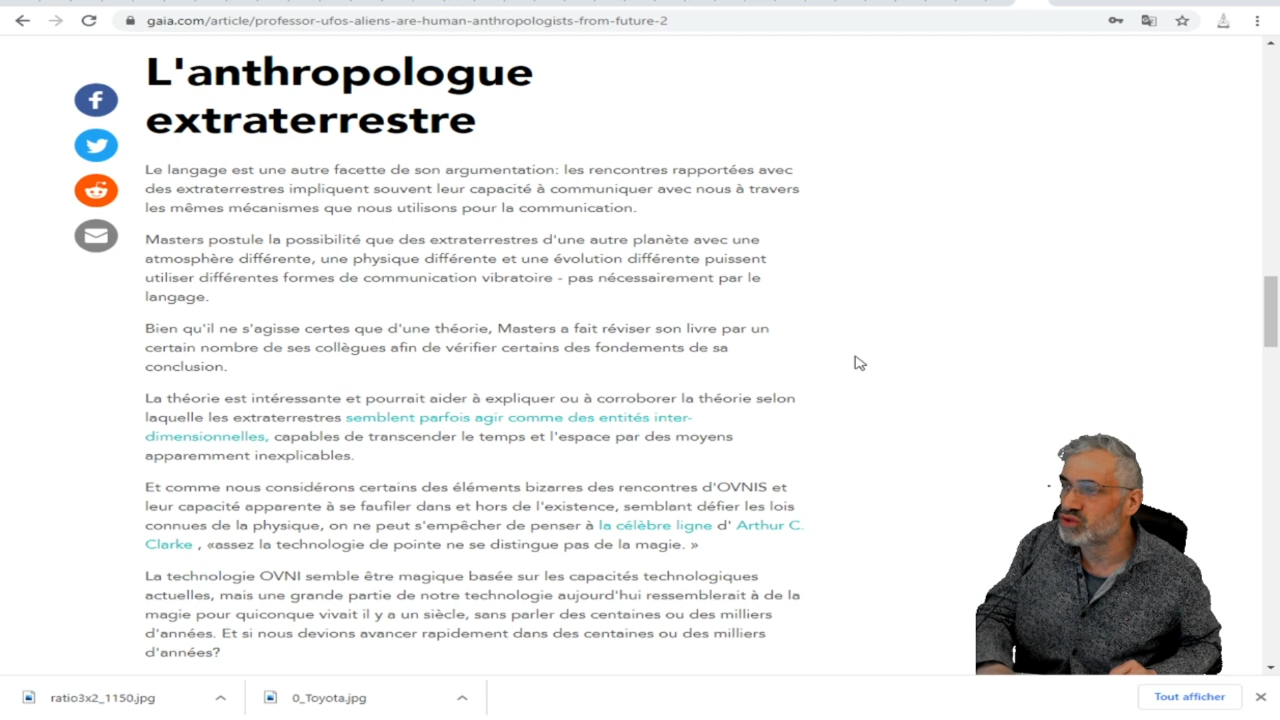 gaia.com/article/professor-ufos-aliens-are-human-anthropologists-from-future-2
L'anthropologue
extraterrestre
Le langage est une autre facette de son argumentation: les rencontres rapportées avec
des extraterrestres impliquent souvent leur capacité à communiquer avec nous à travers
les mêmes mécanismes que nous utilisons pour la communication.
Masters postule la possibilité que des extraterrestres d'une autre planète avec une
atmosphère différente, une physique différente et une évolution différente puissent
utiliser différentes formes de communication vibratoire - pas nécessairement par le
langage.
Bien qu'il ne s'agisse certes que d'une théorie, Masters a fait réviser son livre par un
certain nombre de ses collègues afin de vérifier certains des fondements de sa
conclusion.
La théorie est intéressante et pourrait aider à expliquer ou à corroborer la théorie selon
laquelle les extraterrestres semblent parfois agir comme des entités inter-
dimensionnelles, capables de transcender le temps et l'espace par des moyens
apparemment inexplicables.
Et comme nous considérons certains des éléments bizarres des rencontres d'OVNIS et
leur capacité apparente à se faufiler dans et hors de l'existence, semblant défier les lois
connues de la physique, on ne peut s'empêcher de penser à la célèbre ligne d' Arthur C.
Clarke , «assez la technologie de pointe ne se distingue pas de la magie. »
La technologie OVNI semble être magique basée sur les capacités technologiques
actuelles, mais une grande partie de notre technologie aujourd'hui ressemblerait à de la
magie pour quiconque vivait il y a un siècle, sans parler des centaines ou des milliers
d'années. Et si nous devions avancer rapidement dans des centaines ou des milliers
d'années?
ratio3x2_1150.jpg
0_Toyota.jpg
Tout afficher